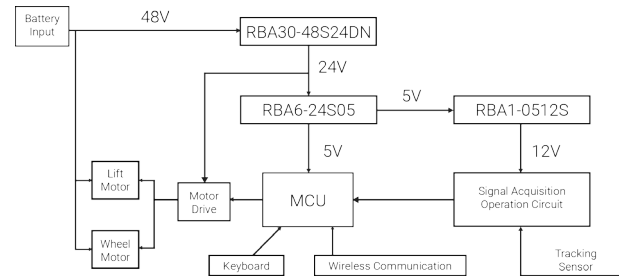 Battery
Input
48V
RBA30-48S24DN
24V
RBA6-24S05
5V
RBA1-0512S
5V
12V
Lift
Motor
Motor
Drive
MCU
Signal Acquisition
Operation Circuit
Wheel
Motor
Keyboard
Wireless Communication
Tracking
Sensor